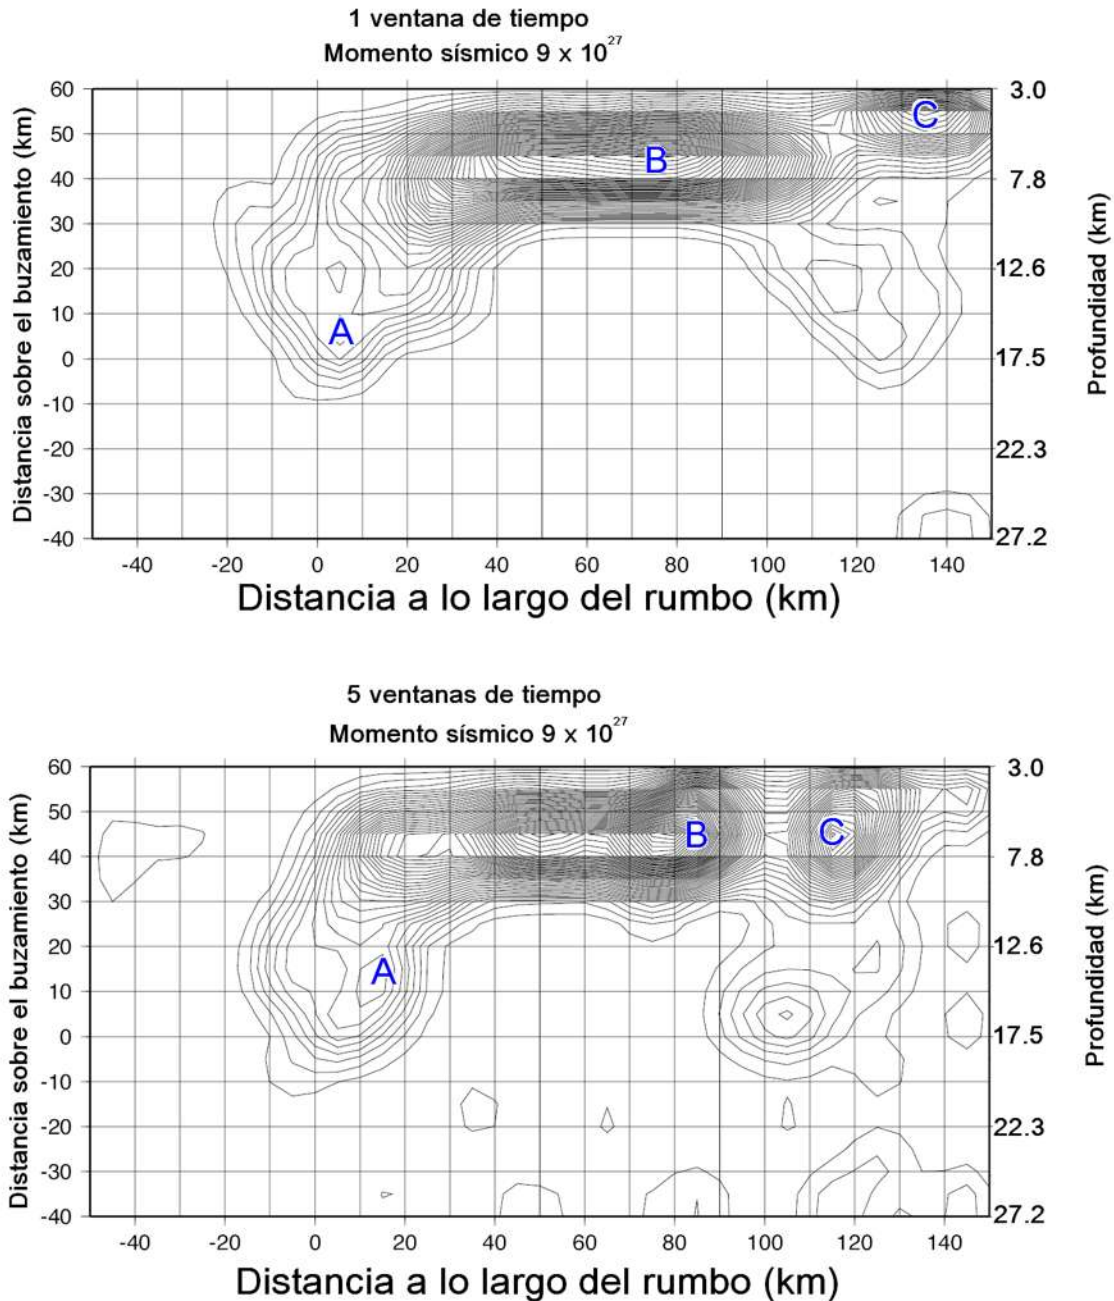 1 ventana de tiempo
Momento sísmico 9 x 10^27
60 3.0
50 C
B
40 7.8
30
20 12.6
10 A
0 17.5
-10
-20 22.3
-30
-40 27.2
-40 -20 0 20 40 60 80 100 120 140
Distancia sobre el buzamiento (km)
Profundidad (km)
Distancia a lo largo del rumbo (km)
5 ventanas de tiempo
Momento sísmico 9 x 10^27
60 3.0
50
B C
40 7.8
30
20 12.6
A
10
0 17.5
-10
-20 22.3
-30
-40 27.2
-40 -20 0 20 40 60 80 100 120 140
Distancia sobre el buzamiento (km)
Profundidad (km)
Distancia a lo largo del rumbo (km)